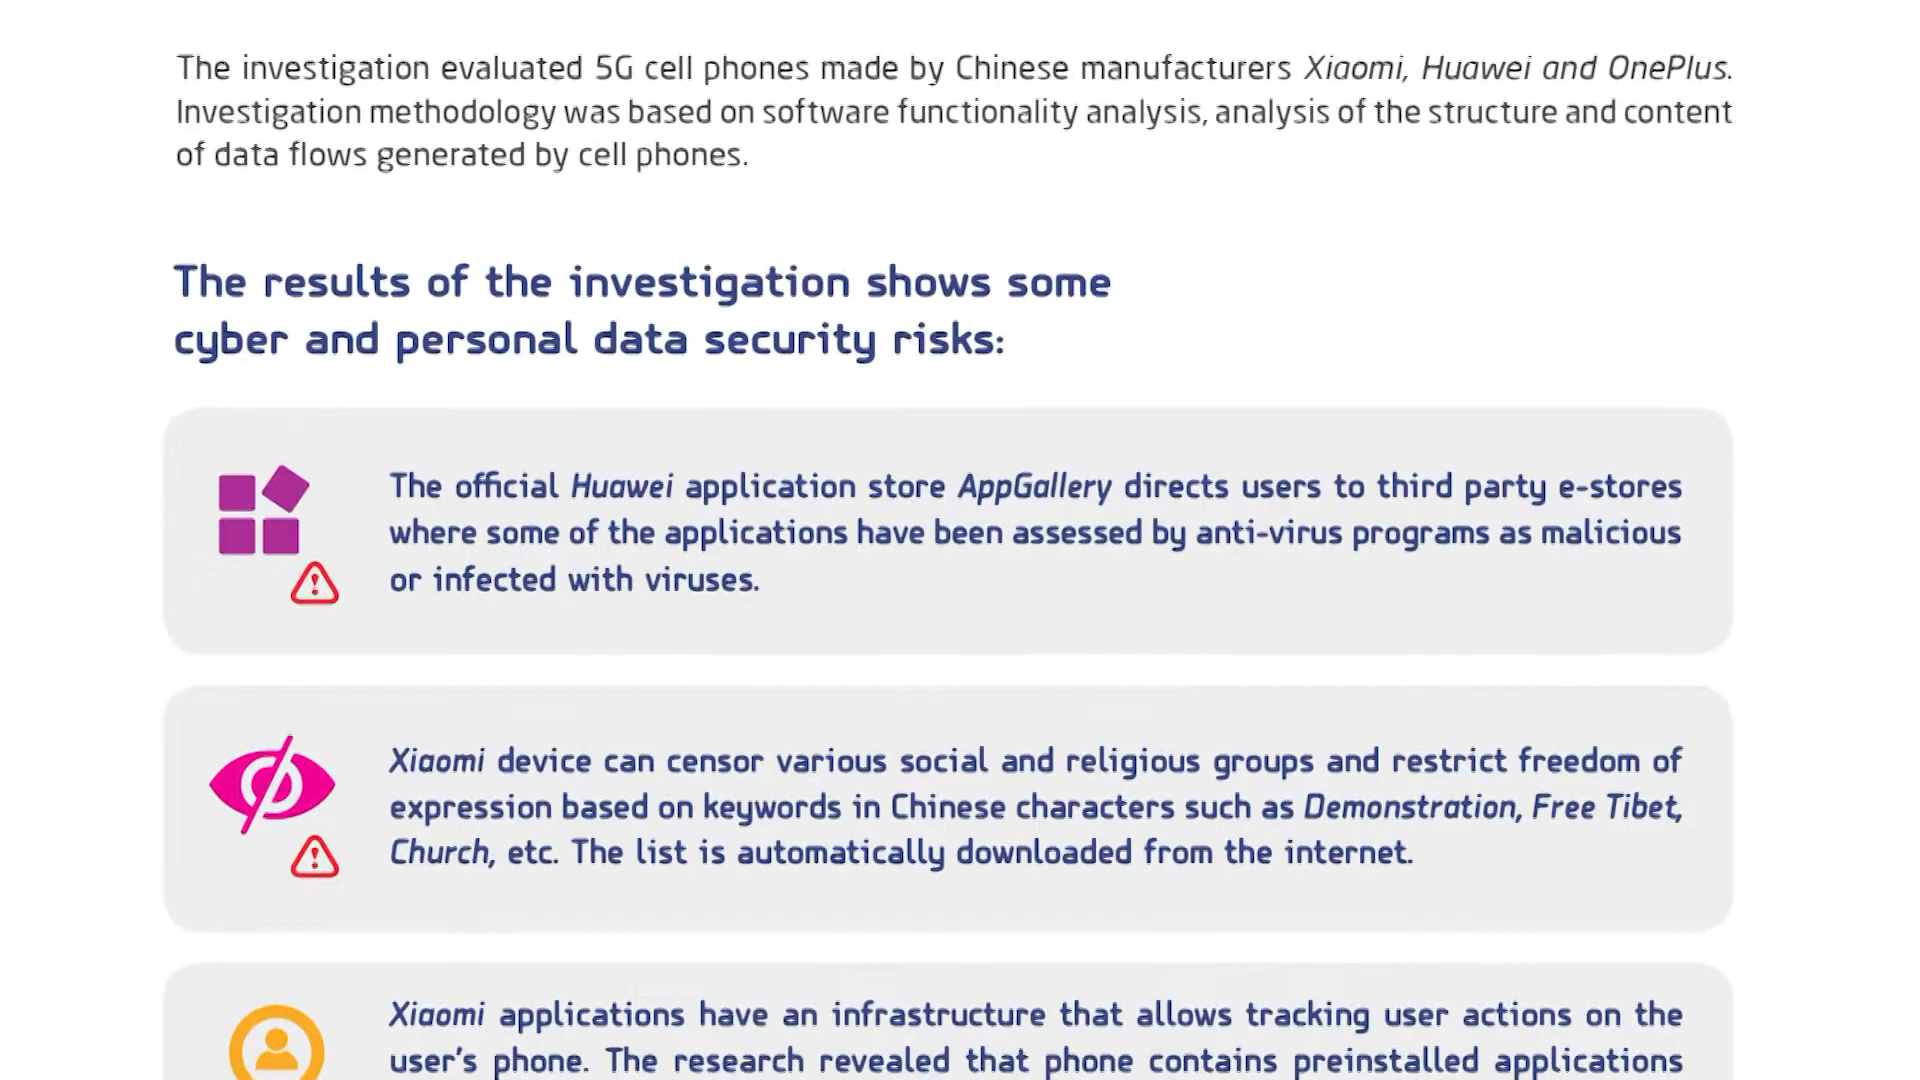 The investigation evaluated 5G cell phones made by Chinese manufacturers Xiaomi, Huawei and OnePlus.
Investigation methodology was based on software functionality analysis, analysis of the structure and content
of data flows generated by cell phones.
The results of the investigation shows some
cyber and personal data security risks:
The official Huawei application store AppGallery directs users to third party e-stores
where some of the applications have been assessed by anti-virus programs as malicious
or infected with viruses.
Xiaomi device can censor various social and religious groups and restrict freedom of
expression based on keywords in Chinese characters such as Demonstration, Free Tibet,
Church, etc. The list is automatically downloaded from the internet.
Xiaomi applications have an infrastructure that allows tracking user actions on the
user's phone. The research revealed that phone contains preinstalled applications